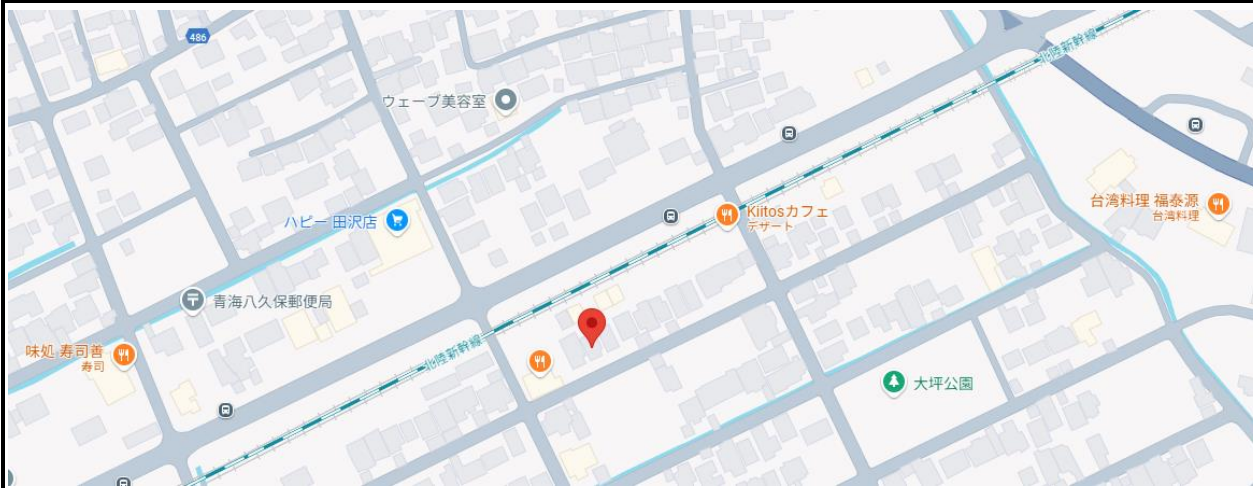 486
北陸新幹線
ウェーブ美容室
台湾料理 福泰源
台湾料理
Kiitosカフェ
デザート
ハピー 田沢店
青海八久保郵便局
味処 寿司善
寿司
北陸新幹線
大坪公園